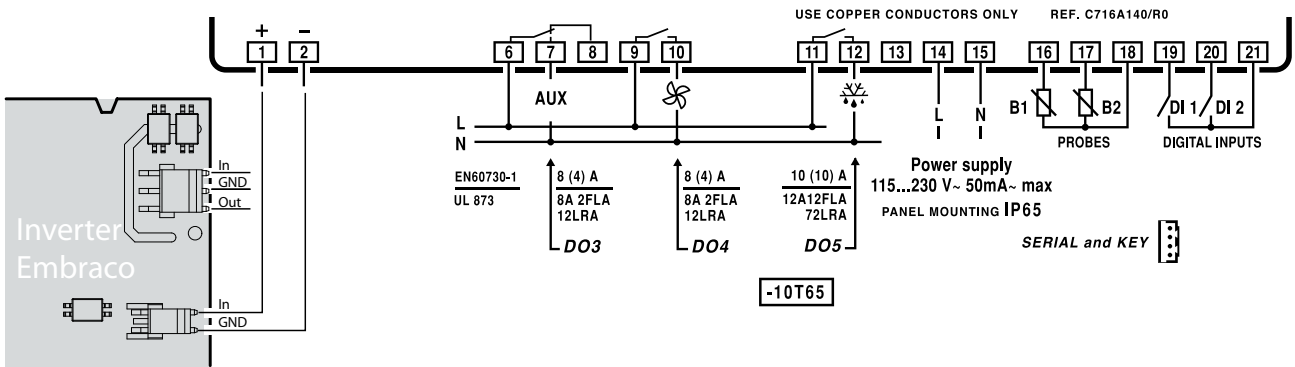 USE COPPER CONDUCTORS ONLY REF. C716A140/R0
+ −
1 2 6 7 8 9 10 11 12 13 14 15 16 17 18 19 20 21
AUX
B1 B2
DI 1 DI 2
L N
PROBES
DIGITAL INPUTS
L
N
In
GND
Out
Inverter
Embraco
In
GND
EN60730-1
UL 873
8 (4) A
8A 2FLA
12LRA
DO3
8 (4) A
8A 2FLA
12LRA
DO4
10 (10) A
12A12FLA
72LRA
DO5
Power supply
115...230 V~ 50mA~ max
PANEL MOUNTING IP65
SERIAL and KEY
-10T65